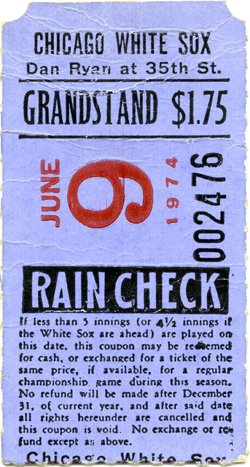 CHICAGO WHITE SOX
Dan Ryan at 35th St.
GRANDSTAND $1.75
JUNE 9 1974
002476
RAIN CHECK
If less than 5 innings (or 4½ innings if
the White Sox are ahead) are played on
this date, this coupon may be redeemed
for cash, or exchanged for a ticket of the
same price, if available, for a regular
championship game during this season.
No refund will be made after December
31, of current year, and after said date
all rights hereunder are cancelled and
this coupon is void. No exchange or re-
fund except as above.
Chicago White Sox